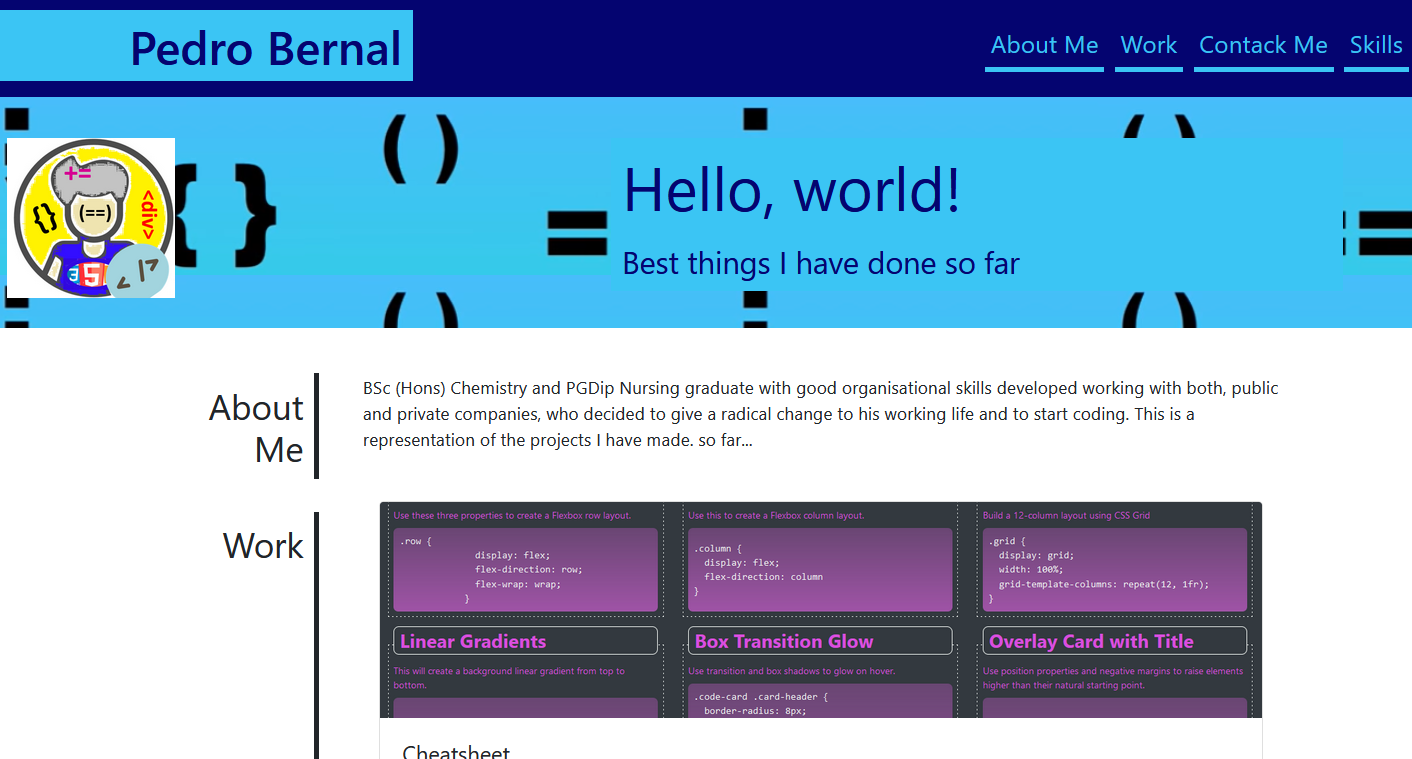 Pedro Bernal
About Me Work Contack Me Skills
( )
( )
{ }
=
=
+=
{}
(==)
<div>
3 5
</>
Hello, world!
Best things I have done so far
( )
( )
About
Me
BSc (Hons) Chemistry and PGDip Nursing graduate with good organisational skills developed working with both, public
and private companies, who decided to give a radical change to his working life and to start coding. This is a
representation of the projects I have made. so far...
Work
Use these three properties to create a Flexbox row layout.
.row {
display: flex;
flex-direction: row;
flex-wrap: wrap;
}
Linear Gradients
This will create a background linear gradient from top to
bottom.
Use this to create a Flexbox column layout.
.column {
display: flex;
flex-direction: column
}
Box Transition Glow
Use transition and box shadows to glow on hover.
.code-card .card-header {
border-radius: 8px;
Build a 12-column layout using CSS Grid
.grid {
display: grid;
width: 100%;
grid-template-columns: repeat(12, 1fr);
}
Overlay Card with Title
Use position properties and negative margins to raise elements
higher than their natural starting point.
Cheatsheet